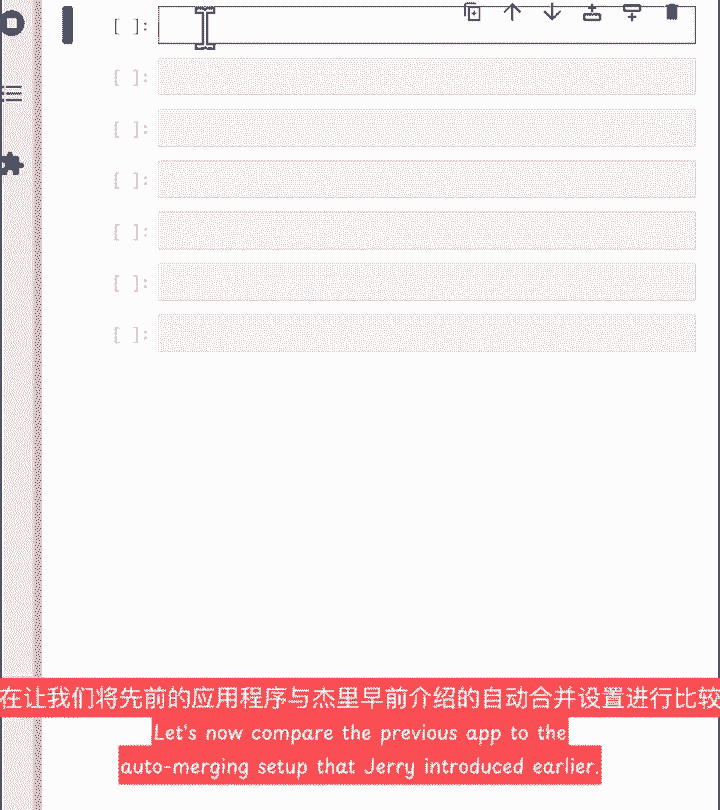 [ ]:
[ ]:
[ ]:
[ ]:
[ ]:
[ ]:
[ ]:
在让我们将先前的应用程序与杰里早前介绍的自动合并设置进行比较
Let's now compare the previous app to the
auto-merging setup that Jerry introduced earlier.